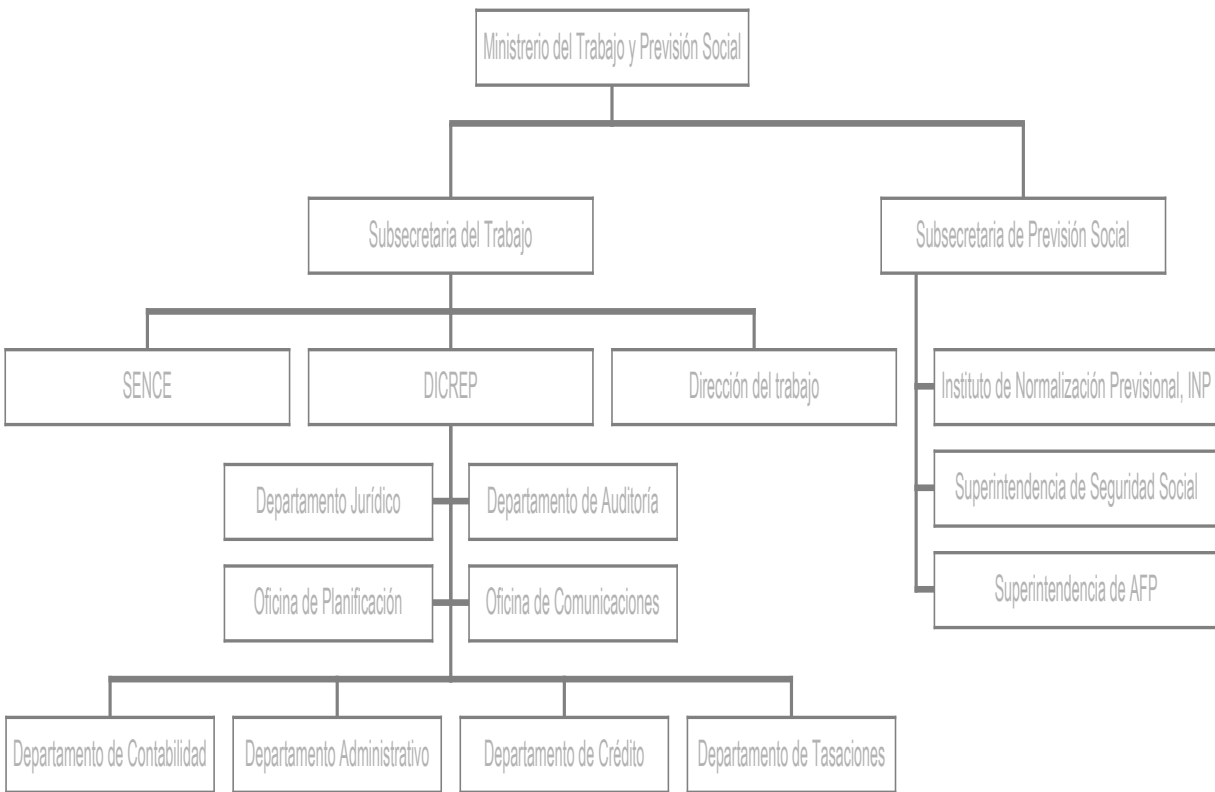 Ministrerio del Trabajo y Previsión Social
Subsecretaria del Trabajo
Subsecretaria de Previsión Social
SENCE
DICREP
Dirección del trabajo
Instituto de Normalización Previsional, INP
Departamento Jurídico
Departamento de Auditoría
Superintendencia de Seguridad Social
Oficina de Planificación
Oficina de Comunicaciones
Superintendencia de AFP
Departamento de Contabilidad
Departamento Administrativo
Departamento de Crédito
Departamento de Tasaciones